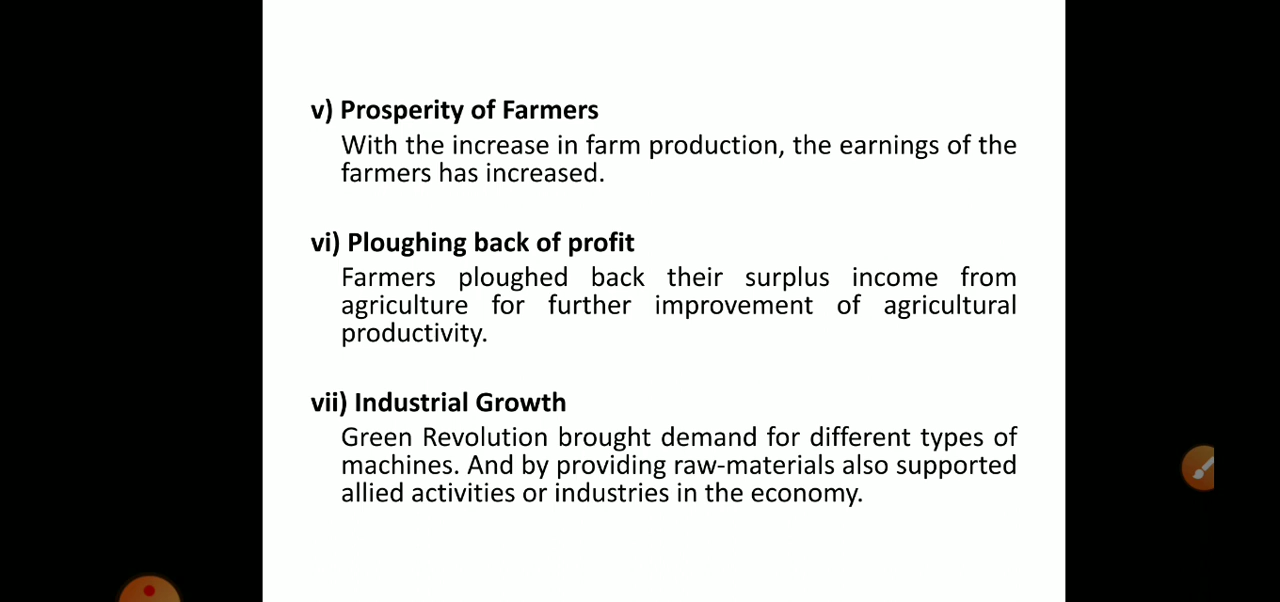 v) Prosperity of Farmers
With the increase in farm production, the earnings of the
farmers has increased.
vi) Ploughing back of profit
Farmers ploughed back their surplus income from
agriculture for further improvement of agricultural
productivity.
vii) Industrial Growth
Green Revolution brought demand for different types of
machines. And by providing raw-materials also supported
allied activities or industries in the economy.